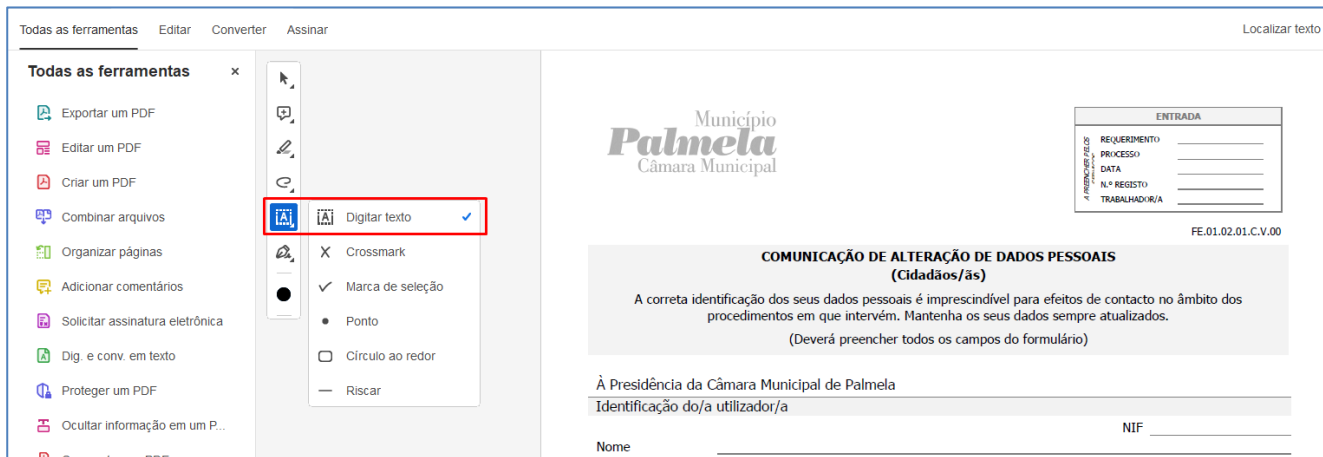 Todas as ferramentas Editar Converter Assinar Localizar texto
Todas as ferramentas ×
Exportar um PDF
Editar um PDF
Criar um PDF
Combinar arquivos
Organizar páginas
Adicionar comentários
Solicitar assinatura eletrônica
Dig. e conv. em texto
Proteger um PDF
Ocultar informação em um P...
Digitar texto
Crossmark
Marca de seleção
Ponto
Círculo ao redor
Riscar
Município
Palmela
Câmara Municipal
ENTRADA
A PREENCHER PELOS
REQUERIMENTO
PROCESSO
DATA
N.º REGISTO
TRABALHADOR/A
FE.01.02.01.C.V.00
COMUNICAÇÃO DE ALTERAÇÃO DE DADOS PESSOAIS
(Cidadãos/ãs)
A correta identificação dos seus dados pessoais é imprescindível para efeitos de contacto no âmbito dos
procedimentos em que intervém. Mantenha os seus dados sempre atualizados.
(Deverá preencher todos os campos do formulário)
À Presidência da Câmara Municipal de Palmela
Identificação do/a utilizador/a
NIF
Nome